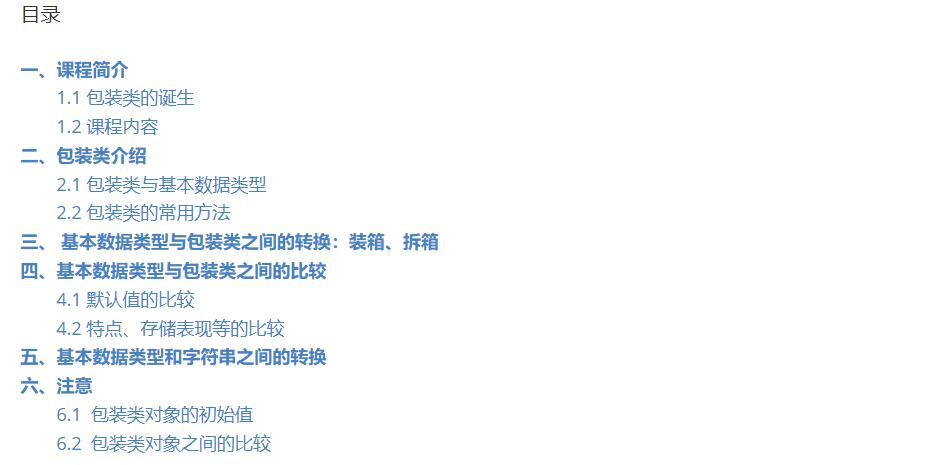 目录
一、课程简介
1.1 包装类的诞生
1.2 课程内容
二、包装类介绍
2.1 包装类与基本数据类型
2.2 包装类的常用方法
三、 基本数据类型与包装类之间的转换：装箱、拆箱
四、基本数据类型与包装类之间的比较
4.1 默认值的比较
4.2 特点、存储表现等的比较
五、基本数据类型和字符串之间的转换
六、注意
6.1  包装类对象的初始值
6.2  包装类对象之间的比较